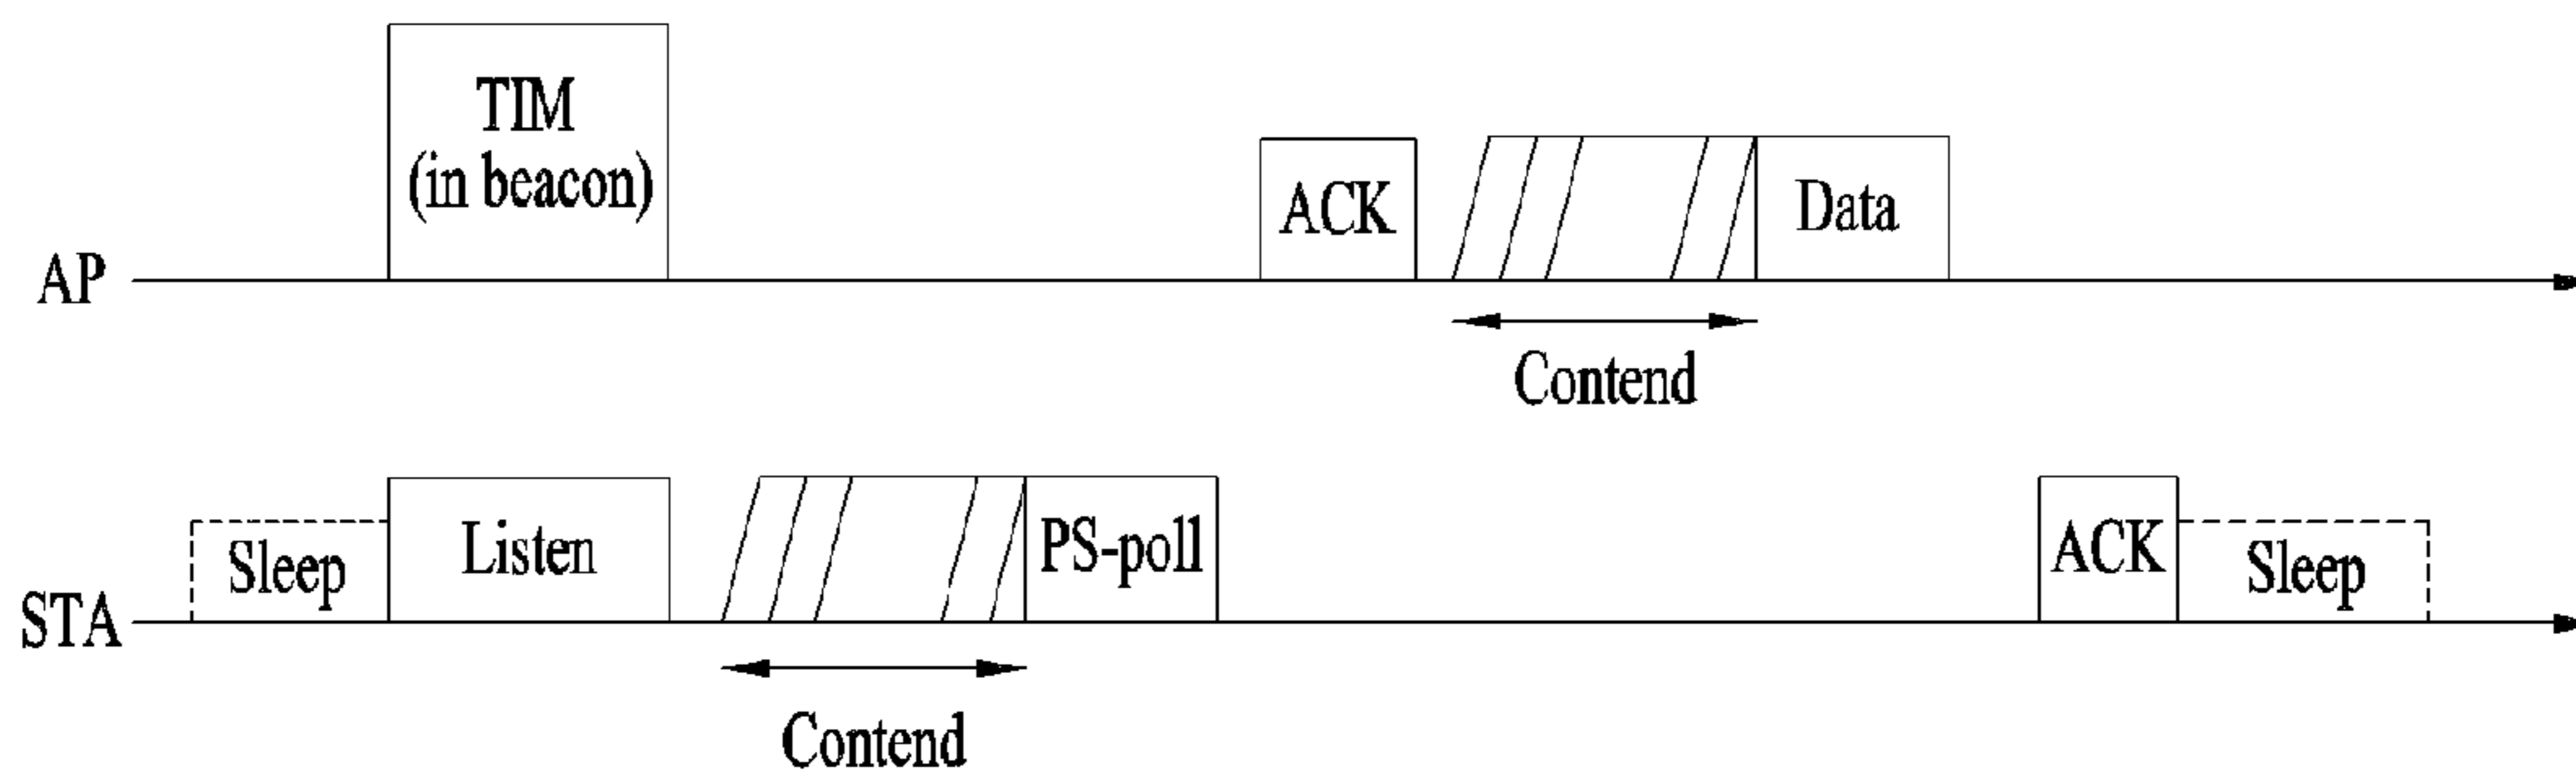 TIM
(in beacon)
ACK
Data
AP
Contend
Sleep
Listen
PS-poll
ACK
Sleep
STA
Contend